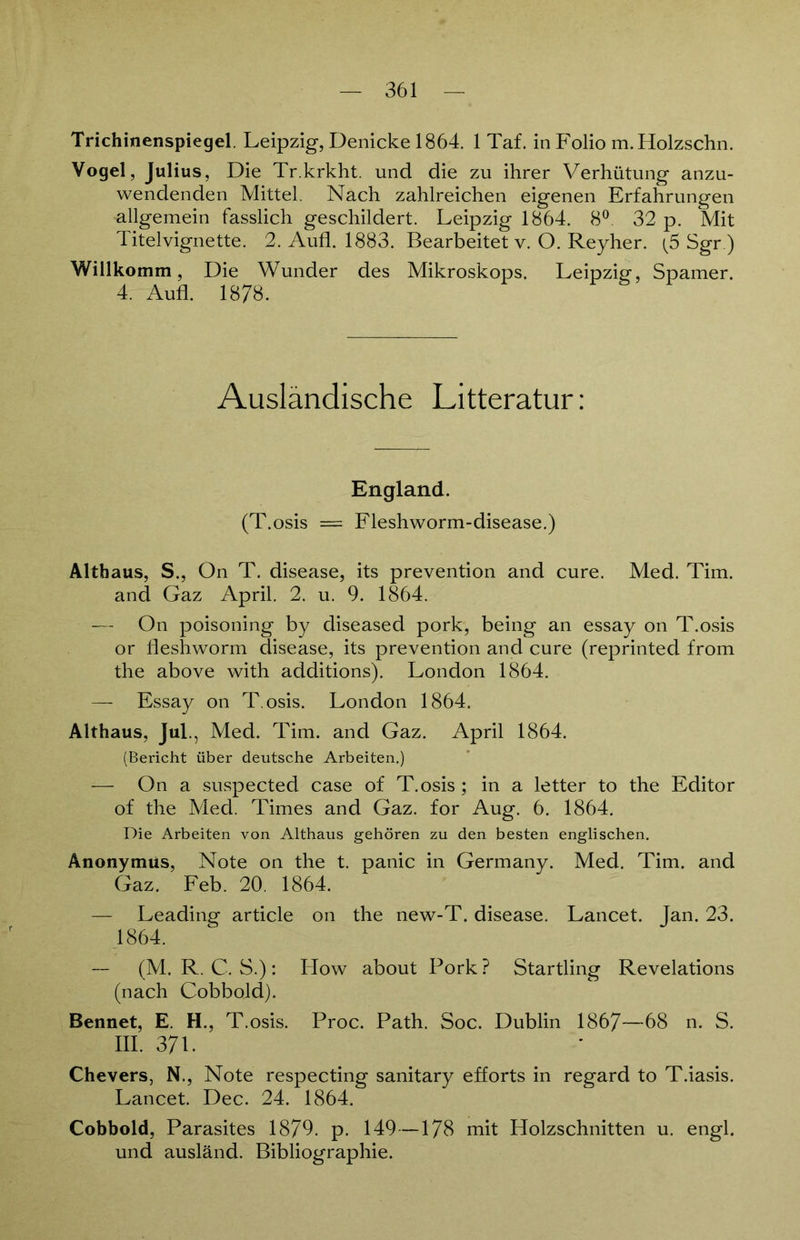 — 361 —
Trichinenspiegel. Leipzig, Denicke 1864. 1 Taf. in Folio m. Holzschn.
Vogel, Julius, Die Tr.krkht. und die zu ihrer Verhütung anzu-
wendenden Mittel. Nach zahlreichen eigenen Erfahrungen
allgemein fasslich geschildert. Leipzig 1864. 8⁰. 32 p. Mit
Titelvignette. 2. Aufl. 1883. Bearbeitet v. O. Reyher. (5 Sgr.)
Willkomm, Die Wunder des Mikroskops. Leipzig, Spamer.
4. Aufl. 1878.
Ausländische Litteratur:
England.
(T.osis = Fleshworm-disease.)
Althaus, S., On T. disease, its prevention and cure. Med. Tim.
and Gaz April. 2. u. 9. 1864.
— On poisoning by diseased pork, being an essay on T.osis
or fleshworm disease, its prevention and cure (reprinted from
the above with additions). London 1864.
— Essay on T.osis. London 1864.
Althaus, Jul., Med. Tim. and Gaz. April 1864.
(Bericht über deutsche Arbeiten.)
— On a suspected case of T.osis ; in a letter to the Editor
of the Med. Times and Gaz. for Aug. 6. 1864.
Die Arbeiten von Althaus gehören zu den besten englischen.
Anonymus, Note on the t. panic in Germany. Med. Tim. and
Gaz. Feb. 20. 1864.
— Leading article on the new-T. disease. Lancet. Jan. 23.
1864.
— (M. R. C. S.): How about Pork? Startling Revelations
(nach Cobbold).
Bennet, E. H., T.osis. Proc. Path. Soc. Dublin 1867—68 n. S.
III. 371.
Chevers, N., Note respecting sanitary efforts in regard to T.iasis.
Lancet. Dec. 24. 1864.
Cobbold, Parasites 1879. p. 149—178 mit Holzschnitten u. engl.
und ausländ. Bibliographie.